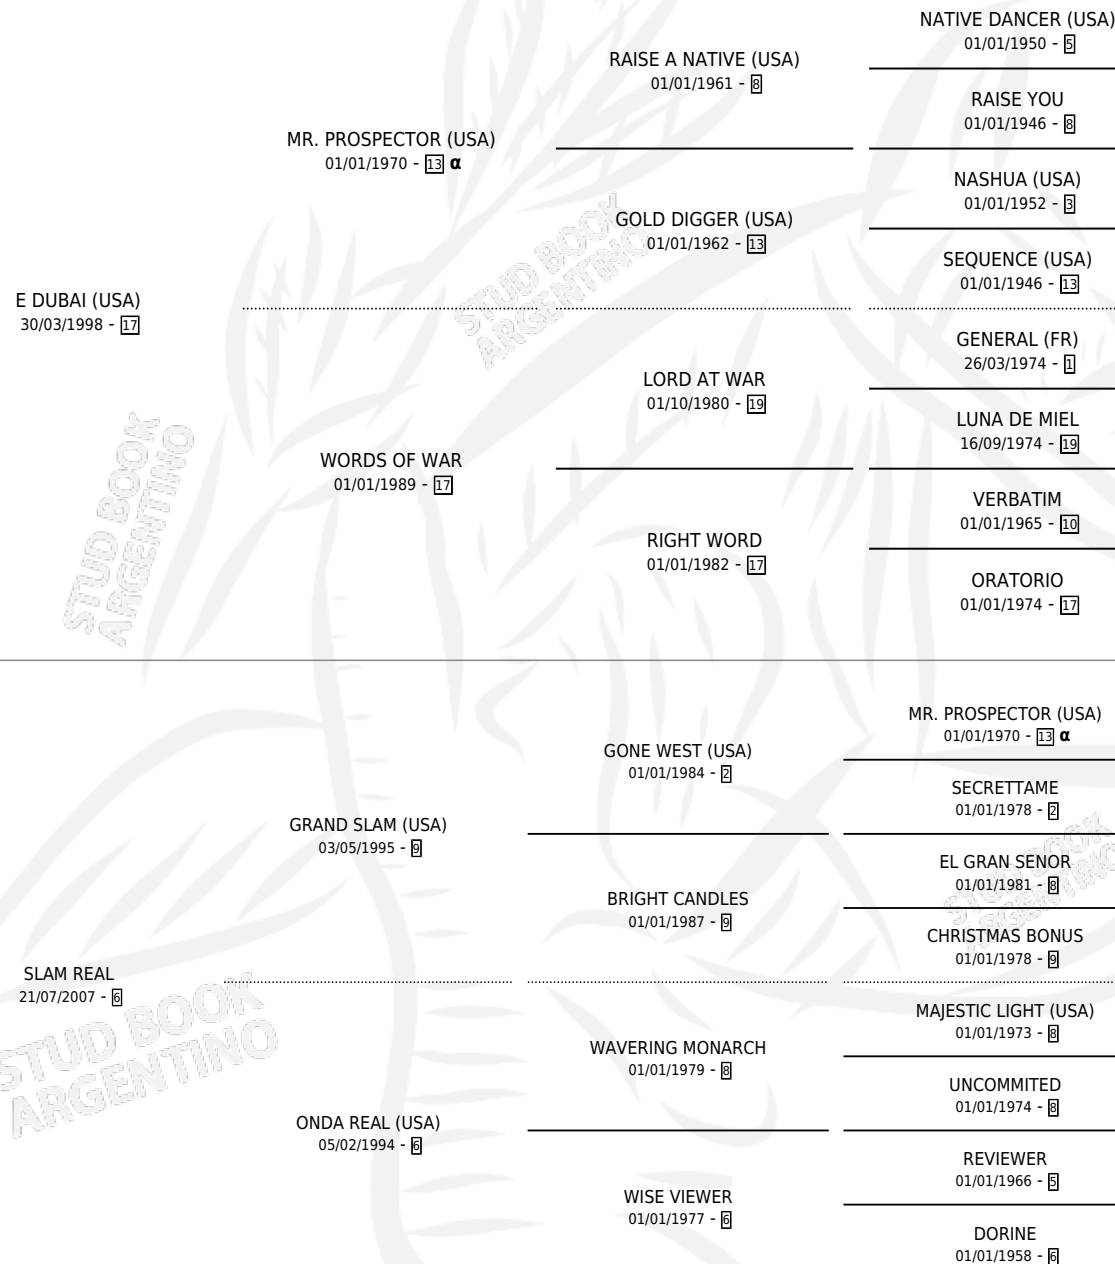 NATIVE DANCER (USA)
01/01/1950 - 5
RAISE A NATIVE (USA)
01/01/1961 - 8
RAISE YOU
01/01/1946 - 8
MR. PROSPECTOR (USA)
01/01/1970 - 13 α
NASHUA (USA)
01/01/1952 - 3
GOLD DIGGER (USA)
01/01/1962 - 13
SEQUENCE (USA)
01/01/1946 - 13
E DUBAI (USA)
30/03/1998 - 17
GENERAL (FR)
26/03/1974 - 1
LORD AT WAR
01/10/1980 - 19
LUNA DE MIEL
16/09/1974 - 19
WORDS OF WAR
01/01/1989 - 17
VERBATIM
01/01/1965 - 10
RIGHT WORD
01/01/1982 - 17
ORATORIO
01/01/1974 - 17
MR. PROSPECTOR (USA)
01/01/1970 - 13 α
GONE WEST (USA)
01/01/1984 - 2
SECRETTAME
01/01/1978 - 2
GRAND SLAM (USA)
03/05/1995 - 9
EL GRAN SENOR
01/01/1981 - 8
BRIGHT CANDLES
01/01/1987 - 9
CHRISTMAS BONUS
01/01/1978 - 9
SLAM REAL
21/07/2007 - 6
MAJESTIC LIGHT (USA)
01/01/1973 - 8
WAVERING MONARCH
01/01/1979 - 8
UNCOMMITED
01/01/1974 - 8
ONDA REAL (USA)
05/02/1994 - 6
REVIEWER
01/01/1966 - 5
WISE VIEWER
01/01/1977 - 6
DORINE
01/01/1958 - 6
STUD BOOK
ARGENTINO
STUD BOOK
ARGENTINO
STUD BOOK
ARGENTINO
STUD BOOK
ARGENTINO